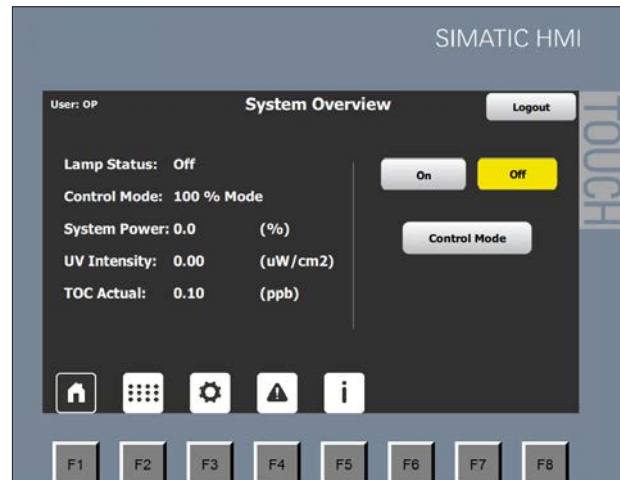 SIMATIC HMI
TOUCH
User: OP System Overview Logout
Lamp Status: Off
On Off
Control Mode: 100 % Mode
System Power: 0.0 (%)
Control Mode
UV Intensity: 0.00 (uW/cm2)
TOC Actual: 0.10 (ppb)
i
F1 F2 F3 F4 F5 F6 F7 F8